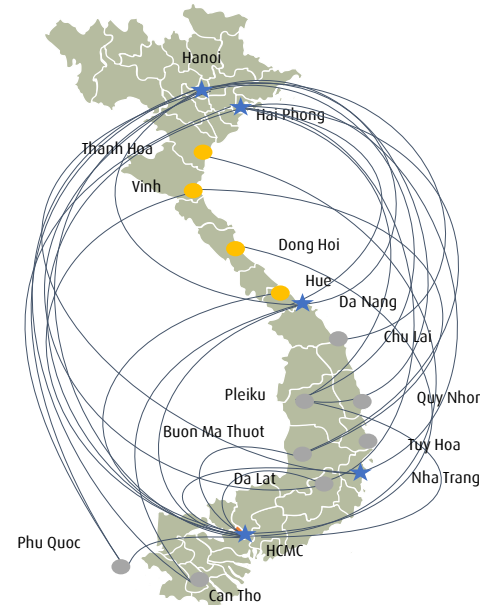 Hanoi
Hai Phong
Thanh Hoa
Vinh
Dong Hoi
Hue
Da Nang
Chu Lai
Pleiku
Quy Nhor
Buon Ma Thuot
Tuy Hoa
Da Lat
Nha Trang
Phu Quoc
HCMC
Can Tho